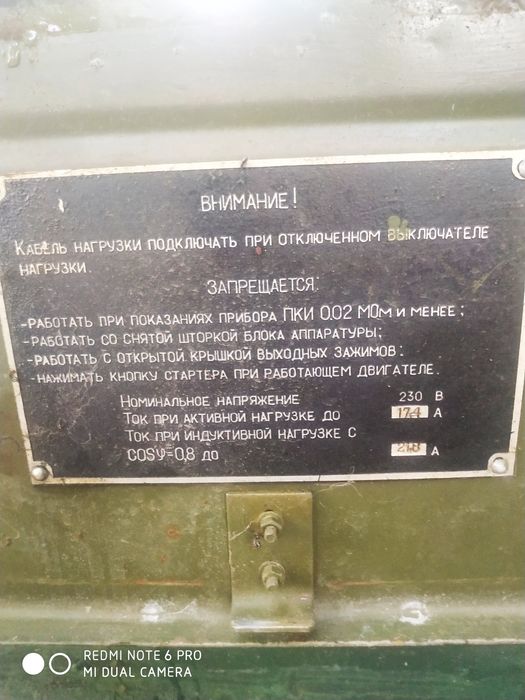 ВНИМАНИЕ!
КАБЕЛЬ НАГРУЗКИ ПОДКЛЮЧАТЬ ПРИ ОТКЛЮЧЕННОМ ВЫКЛЮЧАТЕЛЕ
НАГРУЗКИ.
ЗАПРЕЩАЕТСЯ:
-РАБОТАТЬ ПРИ ПОКАЗАНИЯХ ПРИБОРА ПКИ 0.02 МОм И МЕНЕЕ;
-РАБОТАТЬ СО СНЯТОЙ ШТОРКОЙ БЛОКА АППАРАТУРЫ;
-РАБОТАТЬ С ОТКРЫТОЙ КРЫШКОЙ ВЫХОДНЫХ ЗАЖИМОВ;
-НАЖИМАТЬ КНОПКУ СТАРТЕРА ПРИ РАБОТАЮЩЕМ ДВИГАТЕЛЕ.
НОМИНАЛЬНОЕ НАПРЯЖЕНИЕ 230 В
ТОК ПРИ АКТИВНОЙ НАГРУЗКЕ ДО 17.4 А
ТОК ПРИ ИНДУКТИВНОЙ НАГРУЗКЕ С
COSφ=0,8 ДО А
REDMI NOTE 6 PRO
MI DUAL CAMERA